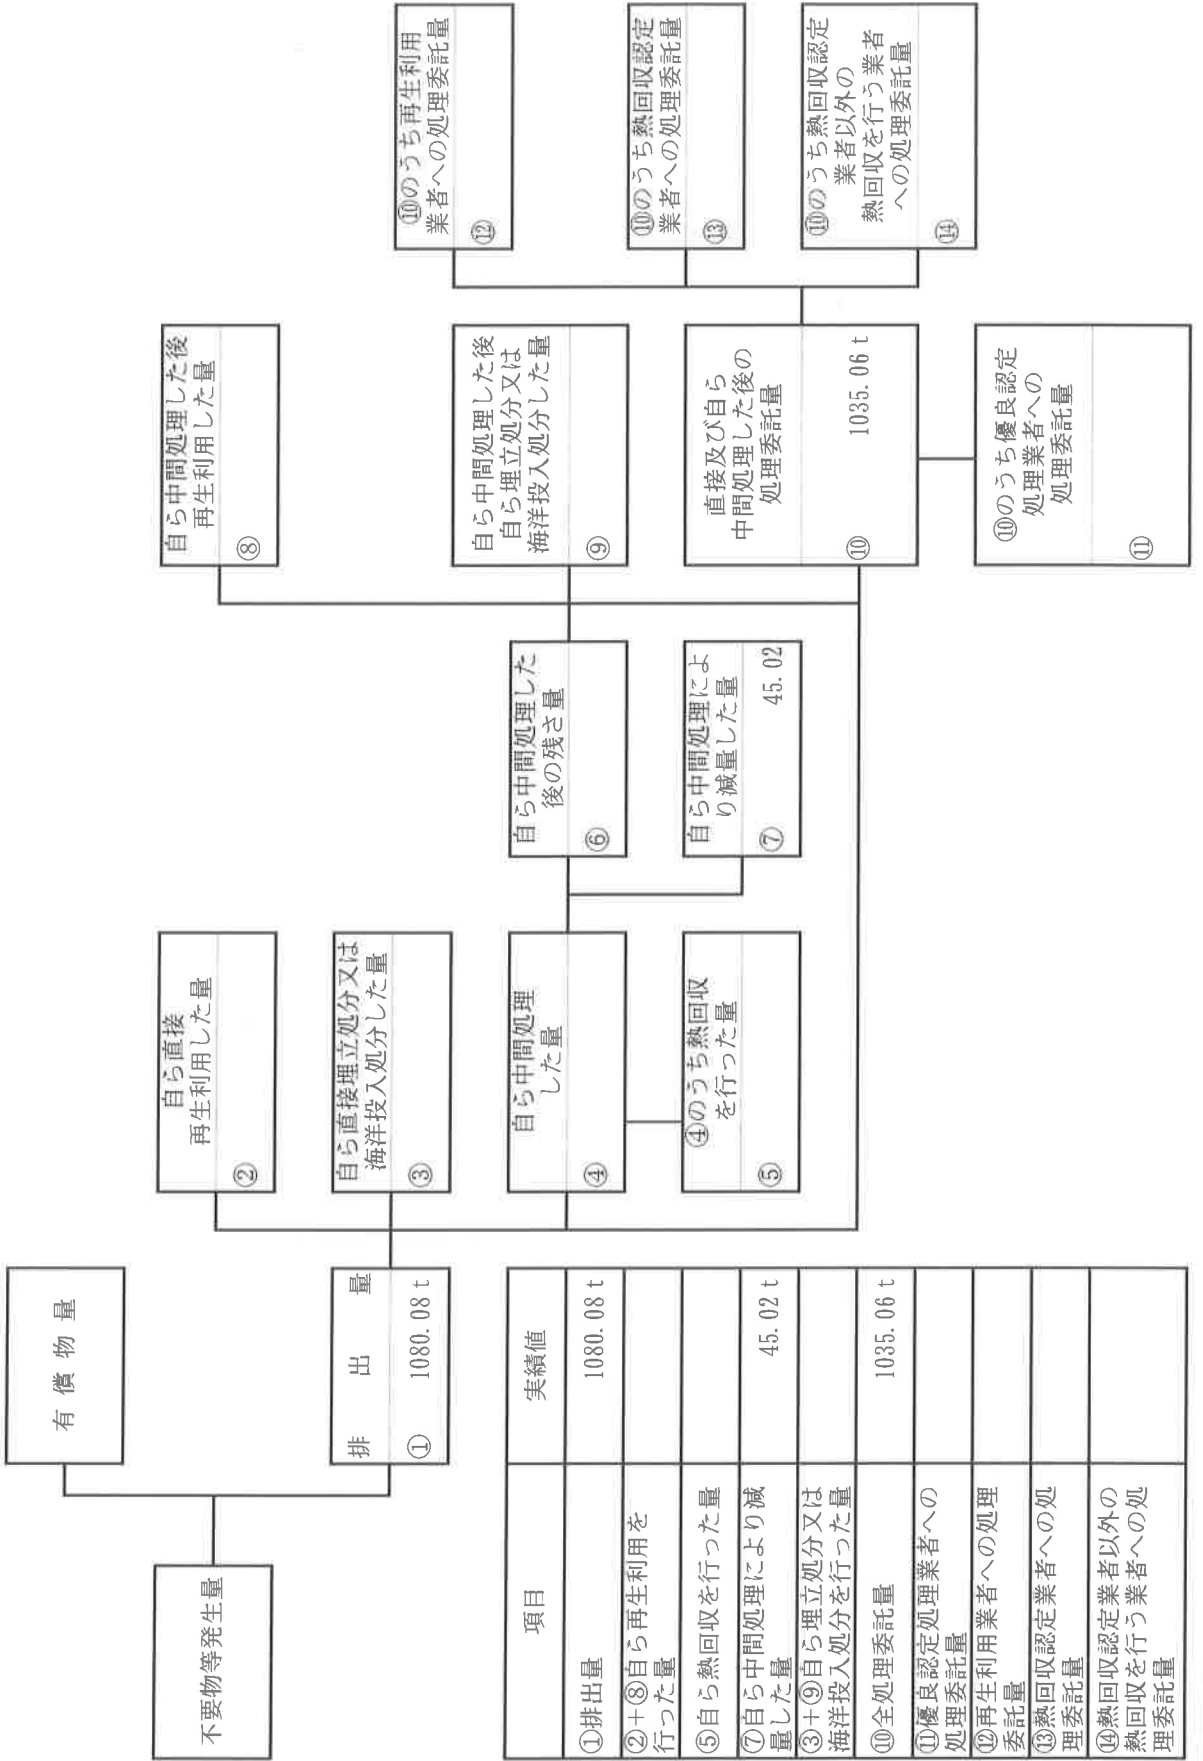 不要物等発生量
有償物量
排出量
① 1080.08 t
自ら直接
再生利用した量
②
自ら直接埋立処分又は
海洋投入処分した量
③
自ら中間処理
した量
④
④のうち熱回収
を行った量
⑤
自ら中間処理した
後の残さ量
⑥
自ら中間処理によ
り減量した量
⑦ 45.02
自ら中間処理した後
再生利用した量
⑧
自ら中間処理した後
自ら埋立処分又は
海洋投入処分した量
⑨
直接及び自ら
中間処理した後の
処理委託量
⑩ 1035.06 t
⑩のうち優良認定
処理業者への
処理委託量
⑪
⑩のうち再生利用
業者への処理委託量
⑫
⑩のうち熱回収認定
業者への処理委託量
⑬
⑩のうち熱回収認定
業者以外の
熱回収を行う業者
への処理委託量
⑭
項目 実績値
①排出量 1080.08 t
②+⑧自ら再生利用を
行った量
⑤自ら熱回収を行った量
⑦自ら中間処理により減
量した量 45.02 t
③+⑨自ら埋立処分又は
海洋投入処分を行った量
⑩全処理委託量 1035.06 t
⑪優良認定処理業者への
処理委託量
⑫再生利用業者への処理
委託量
⑬熱回収認定業者への処
理委託量
⑭熱回収認定業者以外の
熱回収を行う業者への処
理委託量